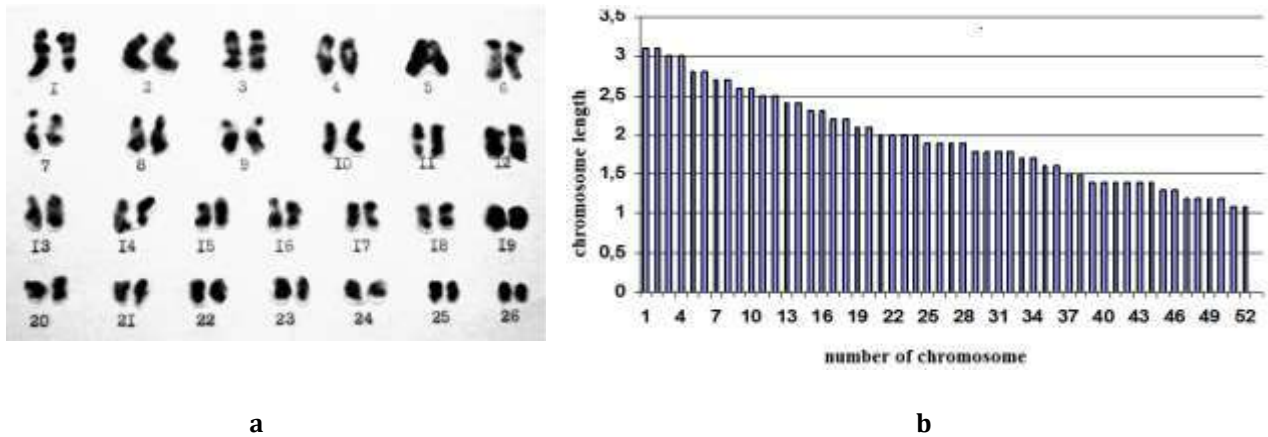 I 2 3 4 5 6
7 8 9 I0 II I2
I3 I4 I5 I6 I7 I8 I9
20 2I 22 23 24 25 26
a
3,5
3
2,5
2
1,5
1
0,5
0
chromosome length
1 4 7 10 13 16 19 22 25 28 31 34 37 40 43 46 49 52
number of chromosome
b